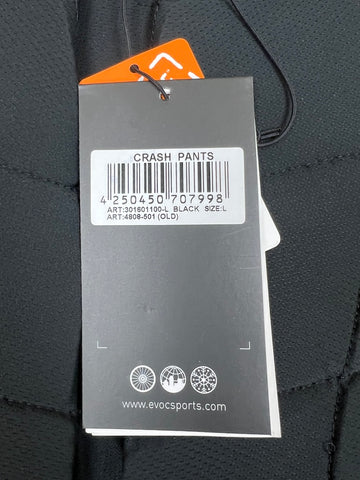 CRASH PANTS
4 250450 707998
ART:301601100-L BLACK SIZE:L
ART:4808-501 (OLD)
www.evocsports.com